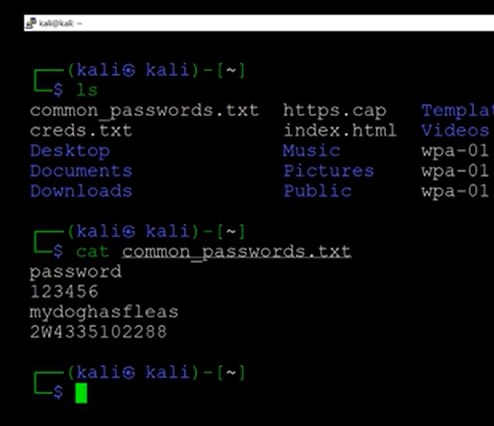 kali@kali: ~
(kali㉿ kali)-[~]
$ ls
common_passwords.txt https.cap Templat
creds.txt index.html Videos
Desktop Music wpa-01
Documents Pictures wpa-01
Downloads Public wpa-01
(kali㉿ kali)-[~]
$ cat common_passwords.txt
password
123456
mydoghasfleas
2W4335102288
(kali㉿ kali)-[~]
$